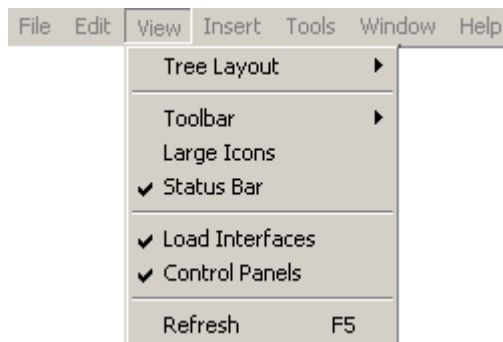 File Edit View Insert Tools Window Help
Tree Layout
Toolbar
Large Icons
Status Bar
Load Interfaces
Control Panels
Refresh F5